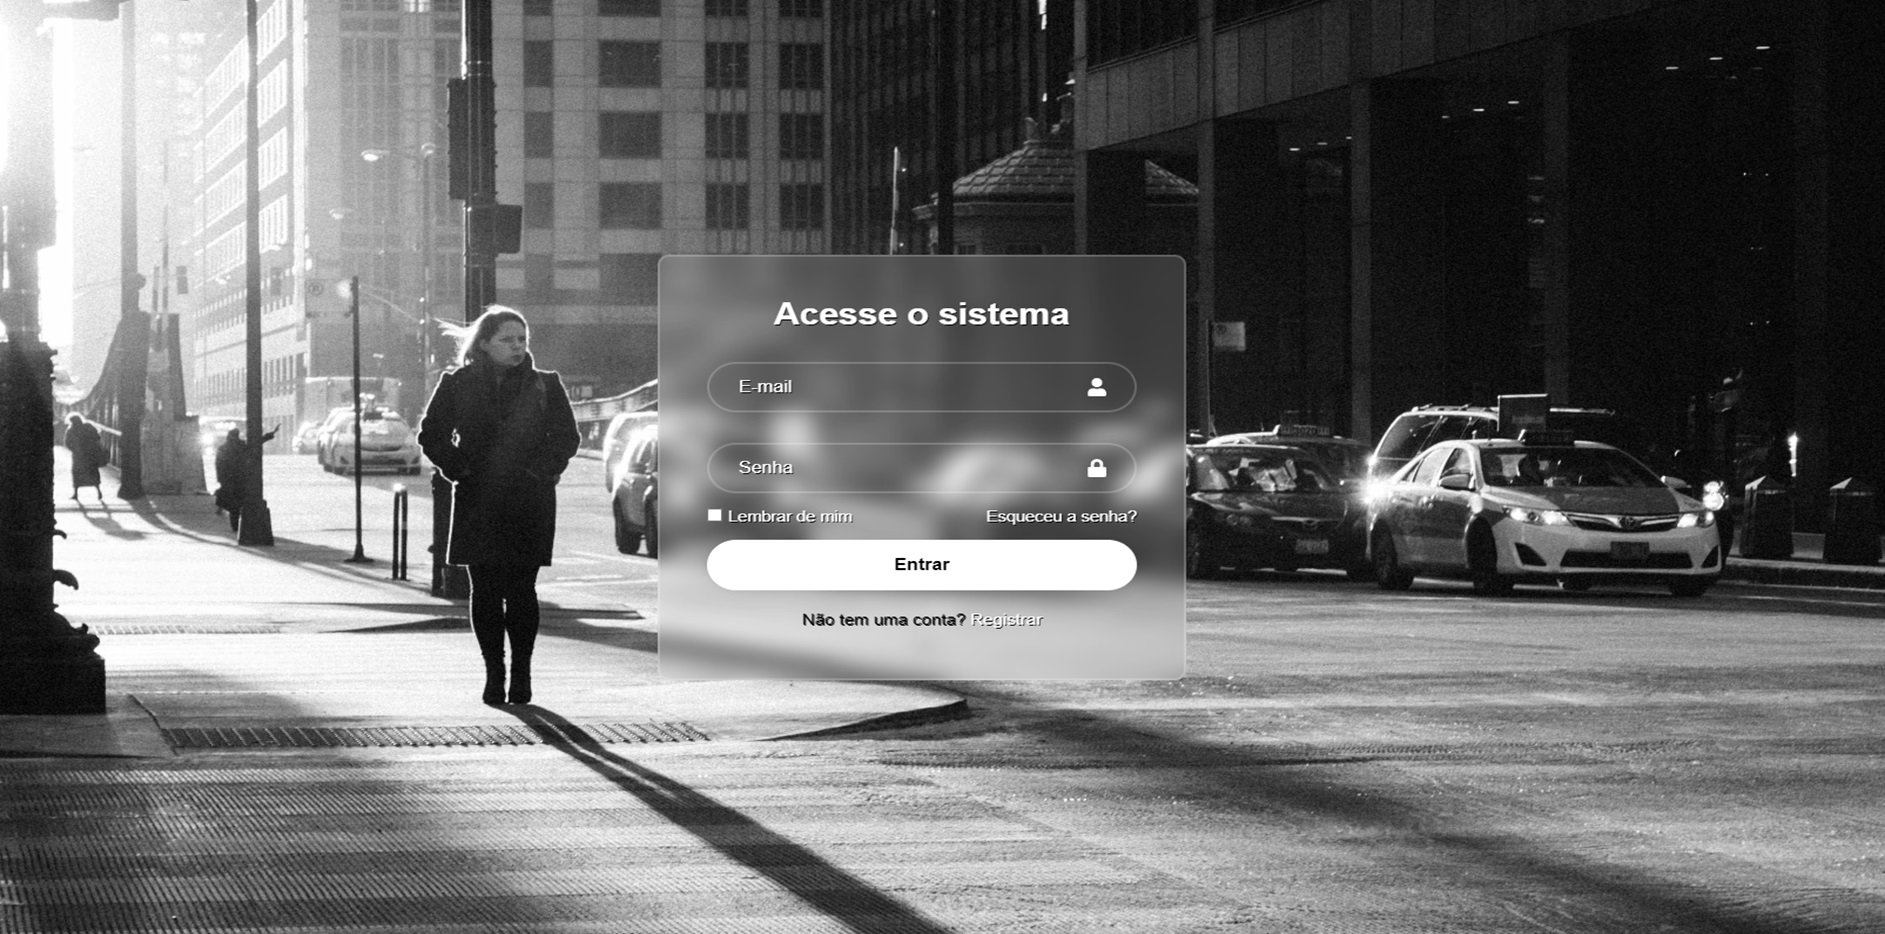 Acesse o sistema
E-mail
Senha
Lembrar de mim
Esqueceu a senha?
Entrar
Não tem uma conta? Registrar